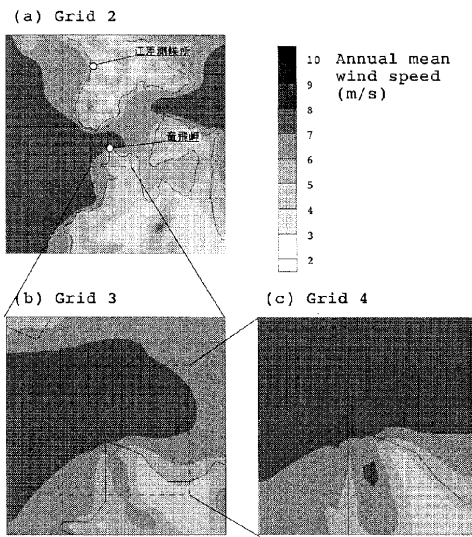 (a) Grid 2
江差測候所
竜飛岬
10
9
8
7
6
5
4
3
2
Annual mean
wind speed
(m/s)
(b) Grid 3
(c) Grid 4